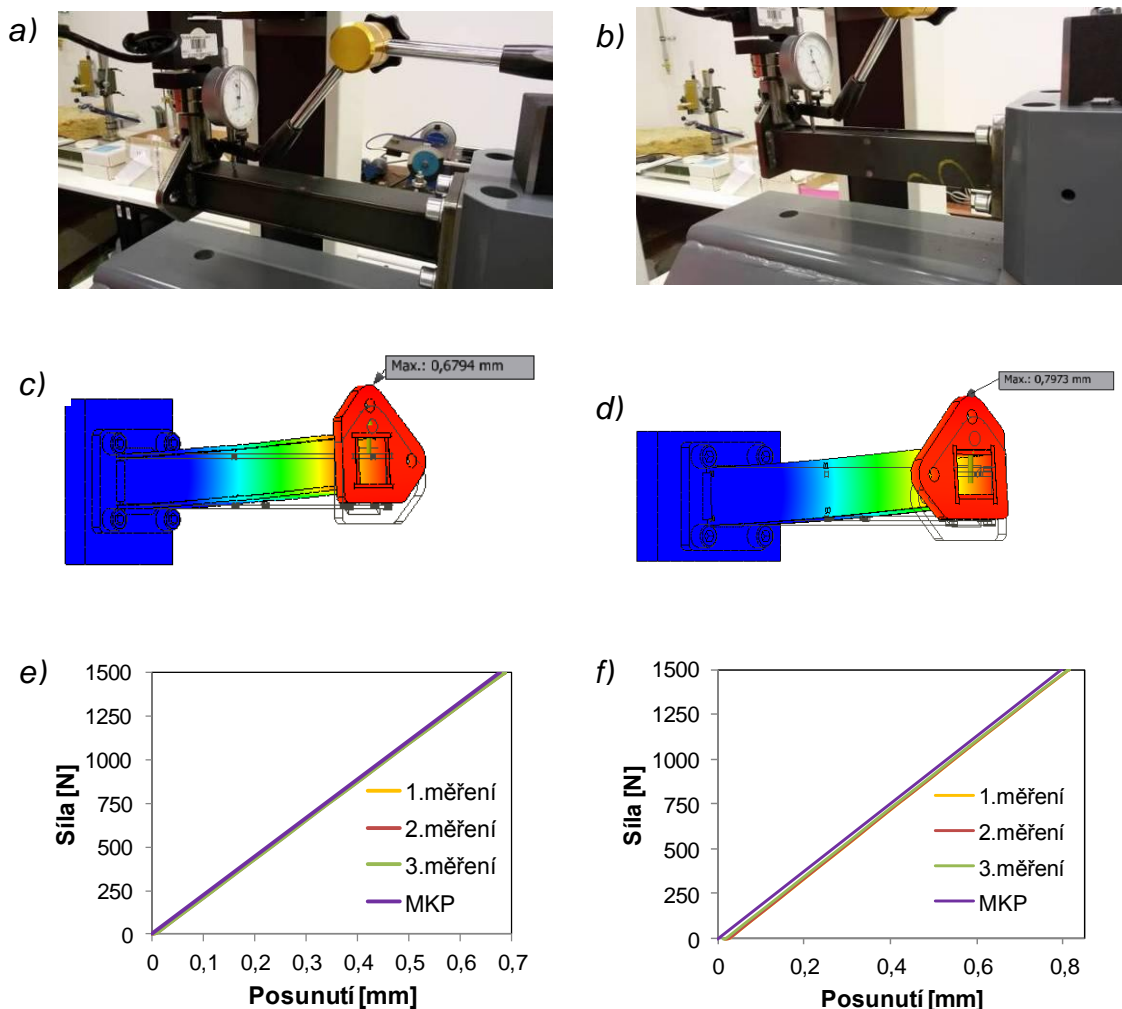 a)
b)
c)
Max.: 0,6794 mm
d)
Max.: 0,7973 mm
e)
Síla [N]
1500
1250
1000
750
500
250
0
0 0,1 0,2 0,3 0,4 0,5 0,6 0,7
Posunutí [mm]
1.měření
2.měření
3.měření
MKP
f)
Síla [N]
1500
1250
1000
750
500
250
0
0 0,2 0,4 0,6 0,8
Posunutí [mm]
1.měření
2.měření
3.měření
MKP